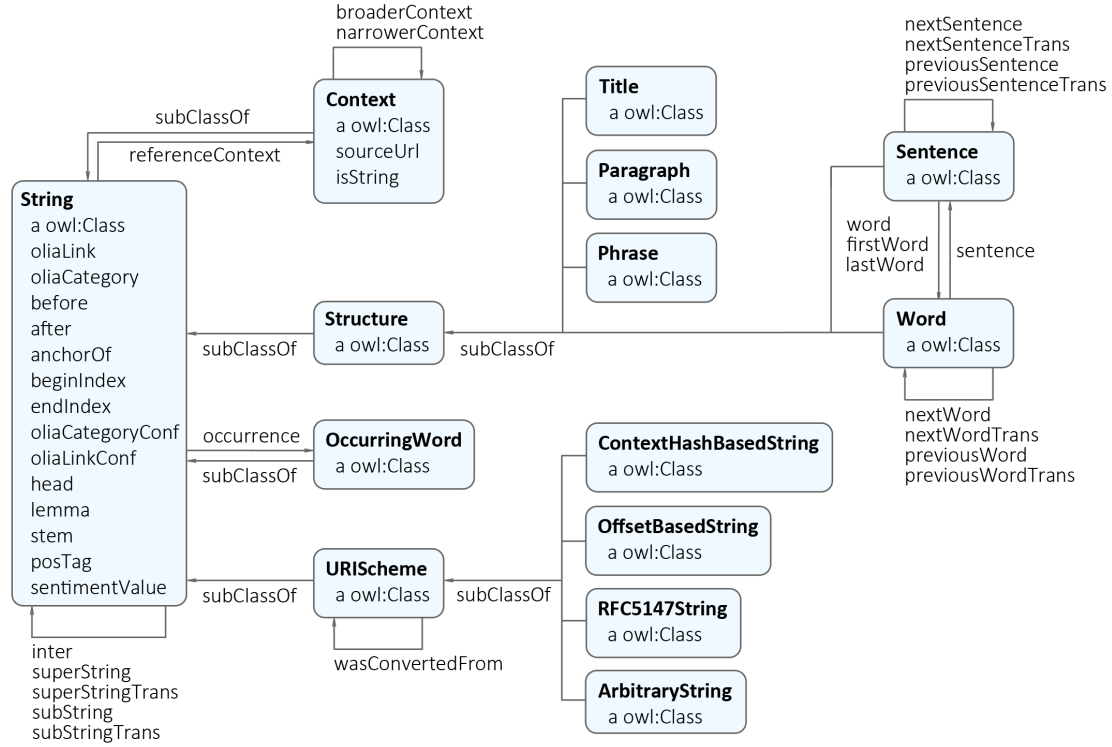 broaderContext
narrowerContext
Context
a owl:Class
sourceUrl
isString
subClassOf
referenceContext
String
a owl:Class
oliaLink
oliaCategory
before
after
anchorOf
beginIndex
endIndex
oliaCategoryConf
oliaLinkConf
head
lemma
stem
posTag
sentimentValue
inter
superString
superStringTrans
subString
subStringTrans
subClassOf
Structure
a owl:Class
subClassOf
occurrence
subClassOf
OccurringWord
a owl:Class
subClassOf
URIScheme
a owl:Class
wasConvertedFrom
subClassOf
Title
a owl:Class
Paragraph
a owl:Class
Phrase
a owl:Class
ContextHashBasedString
a owl:Class
OffsetBasedString
a owl:Class
RFC5147String
a owl:Class
ArbitraryString
a owl:Class
nextSentence
nextSentenceTrans
previousSentence
previousSentenceTrans
Sentence
a owl:Class
word
firstWord
lastWord
sentence
Word
a owl:Class
nextWord
nextWordTrans
previousWord
previousWordTrans